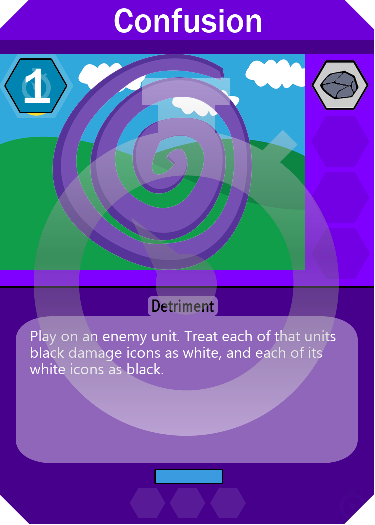 Confusion
1
Detriment
Play on an enemy unit. Treat each of that units
black damage icons as white, and each of its
white icons as black.